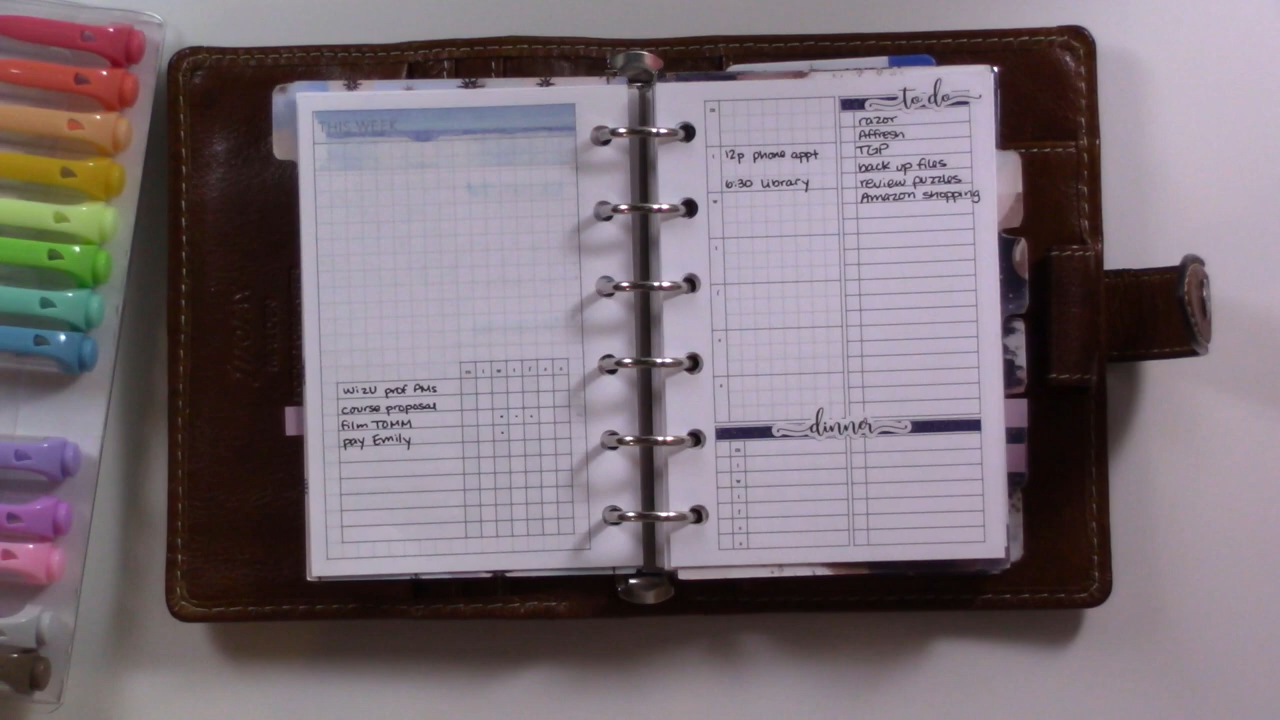 THIS WEEK
m t w t f s s
WizU prof PMs
course proposal
film TOMM
pay Emily
m
t
12p phone appt
6:30 library
w
t
f
s
s
to do
razor
Affresh
TGP
back up files
review puzzles
Amazon shopping
dinner
m
t
w
t
f
s
s